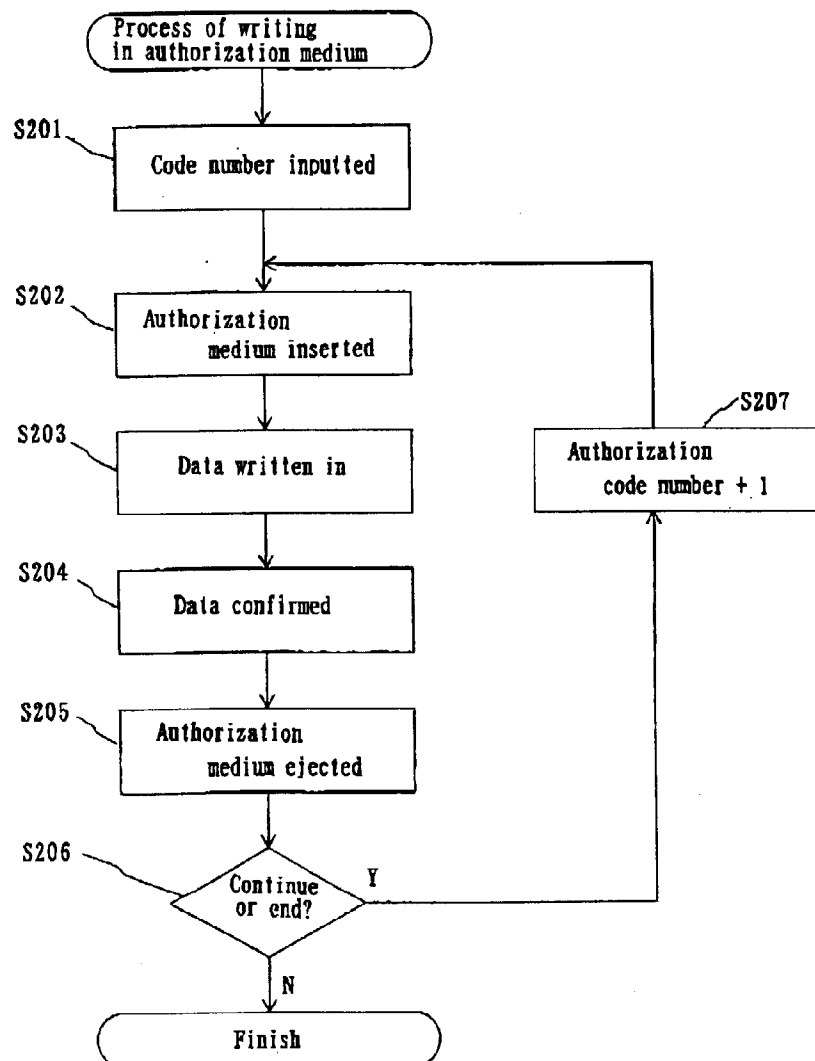 Process of writing
in authorization medium
S201
Code number inputted
S202
Authorization
medium inserted
S207
S203
Data written in
Authorization
code number + 1
S204
Data confirmed
S205
Authorization
medium ejected
S206
Continue
or end?
Y
N
Finish